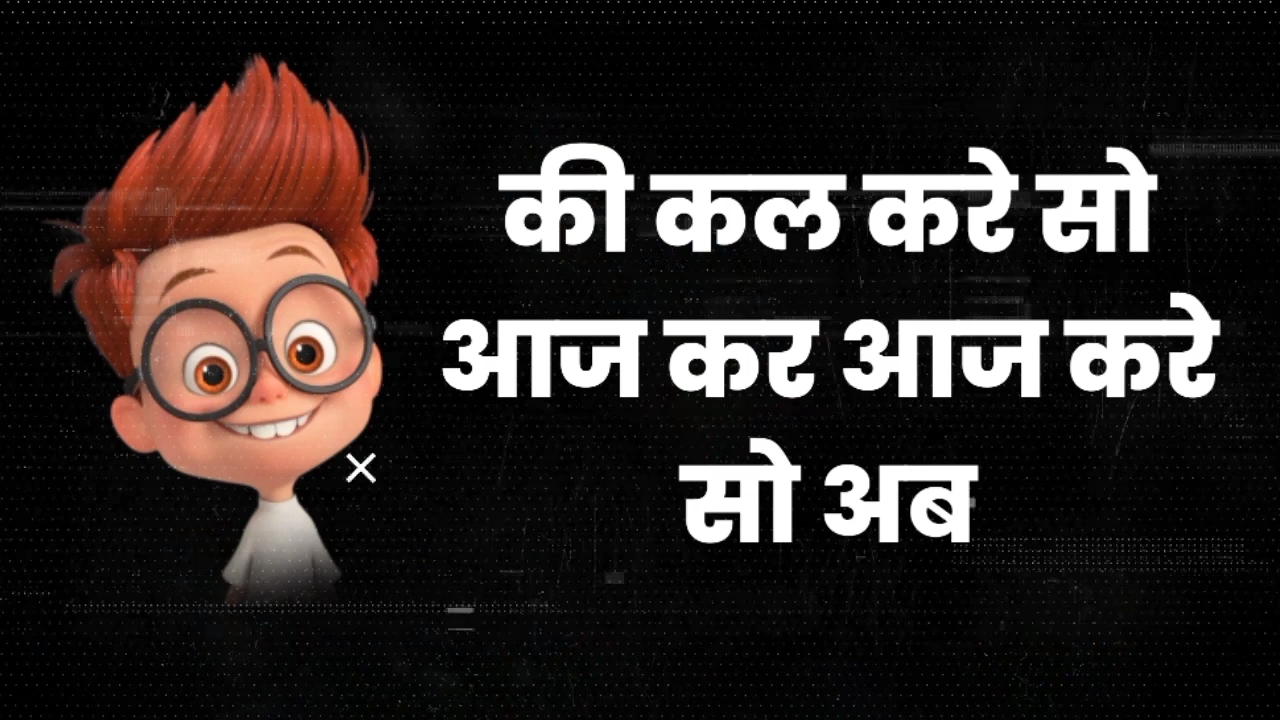 की कल करे सो
आज कर आज करे
सो अब